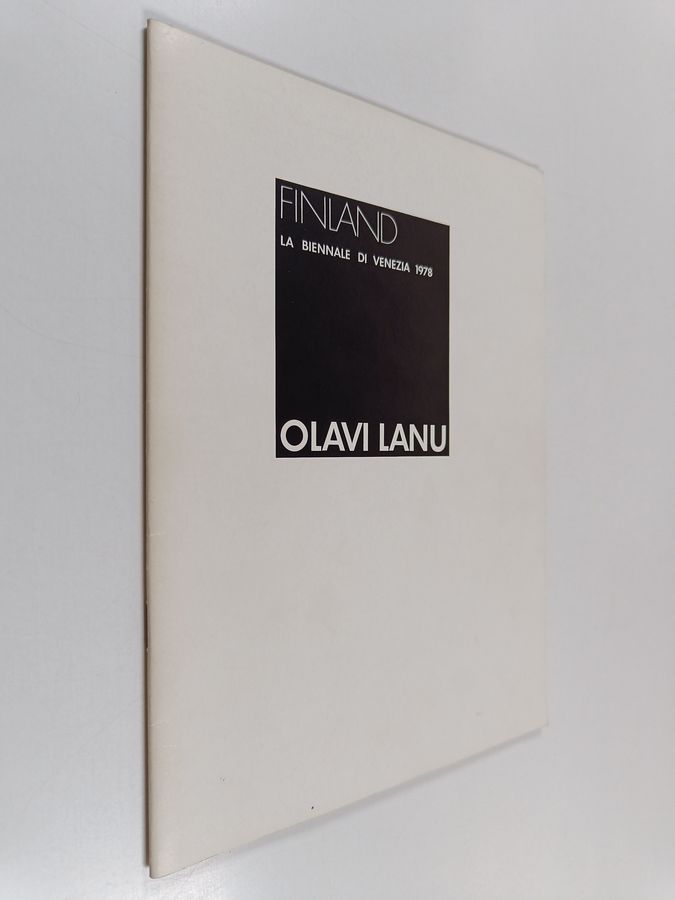 FINLAND
LA BIENNALE DI VENEZIA 1978
OLAVI LANU